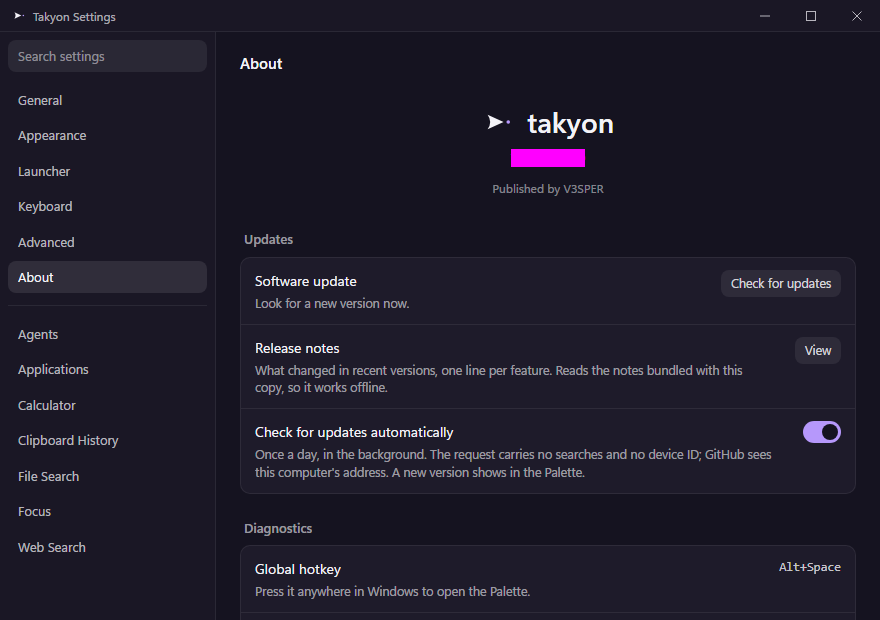 Takyon Settings
Search settings
General
Appearance
Launcher
Keyboard
Advanced
About
Agents
Applications
Calculator
Clipboard History
File Search
Focus
Web Search
About
takyon
Published by V3SPER
Updates
Software update
Look for a new version now.
Check for updates
Release notes
What changed in recent versions, one line per feature. Reads the notes bundled with this
copy, so it works offline.
View
Check for updates automatically
Once a day, in the background. The request carries no searches and no device ID; GitHub sees
this computer's address. A new version shows in the Palette.
Diagnostics
Global hotkey
Press it anywhere in Windows to open the Palette.
Alt+Space